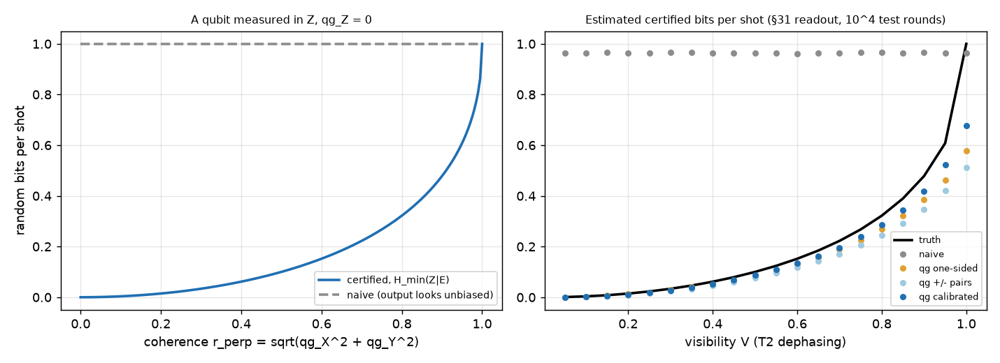 A qubit measured in Z, qg_Z = 0
random bits per shot
1.0
0.8
0.6
0.4
0.2
0.0
certified, H_min(Z|E)
naive (output looks unbiased)
0.0 0.2 0.4 0.6 0.8 1.0
coherence r_perp = sqrt(qg_X^2 + qg_Y^2)
Estimated certified bits per shot (§31 readout, 10^4 test rounds)
1.0
0.8
0.6
0.4
0.2
0.0
truth
naive
qg one-sided
qg +/- pairs
qg calibrated
0.2 0.4 0.6 0.8 1.0
visibility V (T2 dephasing)